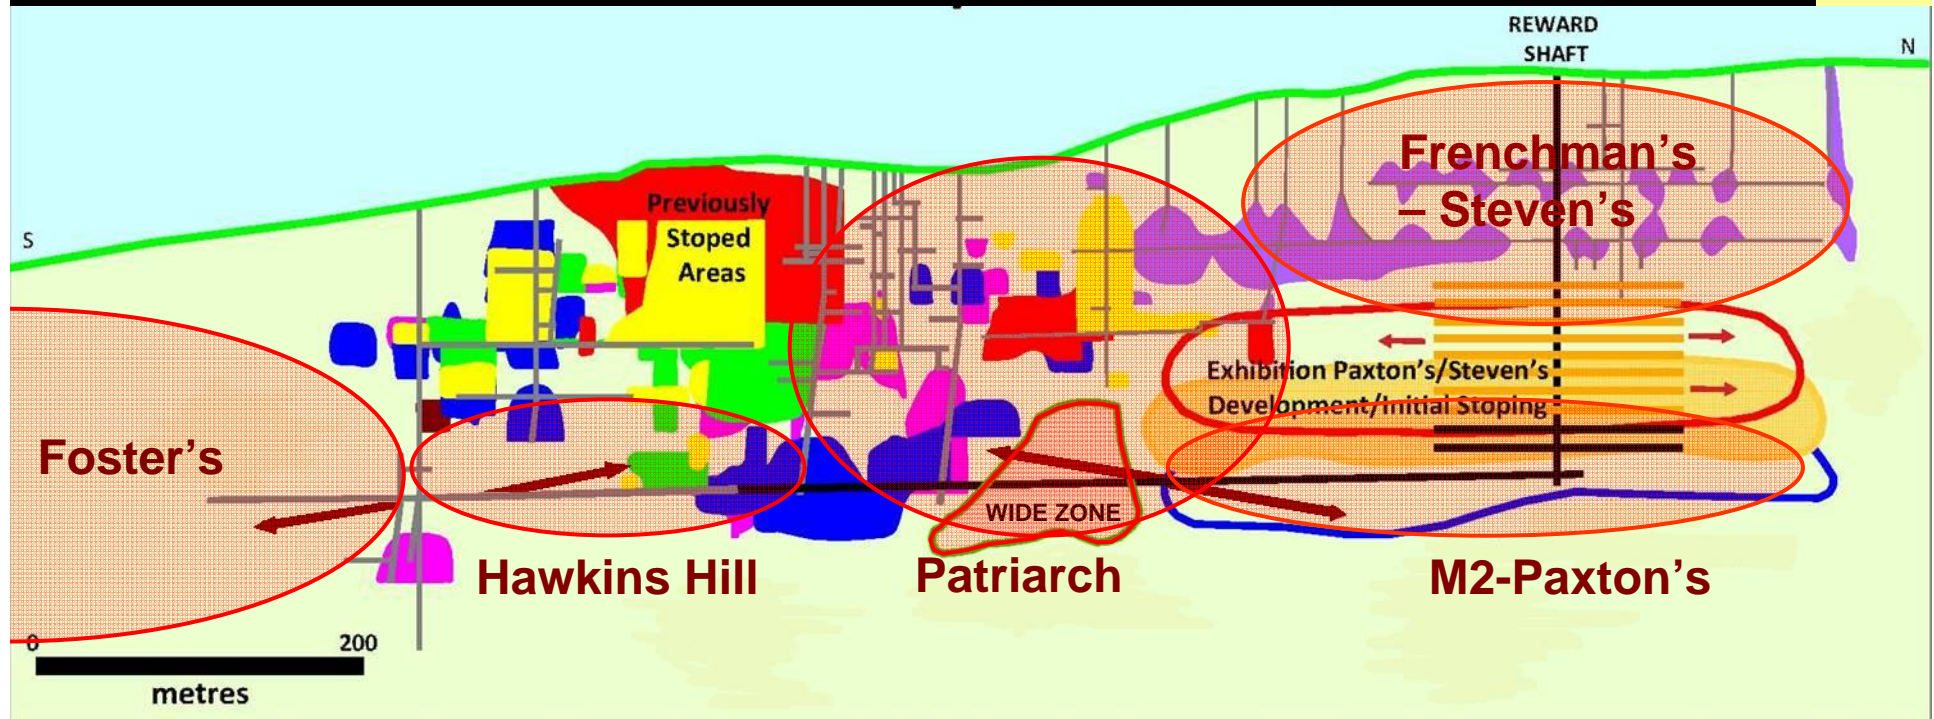 REWARD
SHAFT
N
Frenchman's
– Steven's
Previously
Stoped
Areas
S
Exhibition Paxton's/Steven's
Development/Initial Stoping
Foster's
WIDE ZONE
Hawkins Hill
Patriarch
M2-Paxton's
0 200
metres